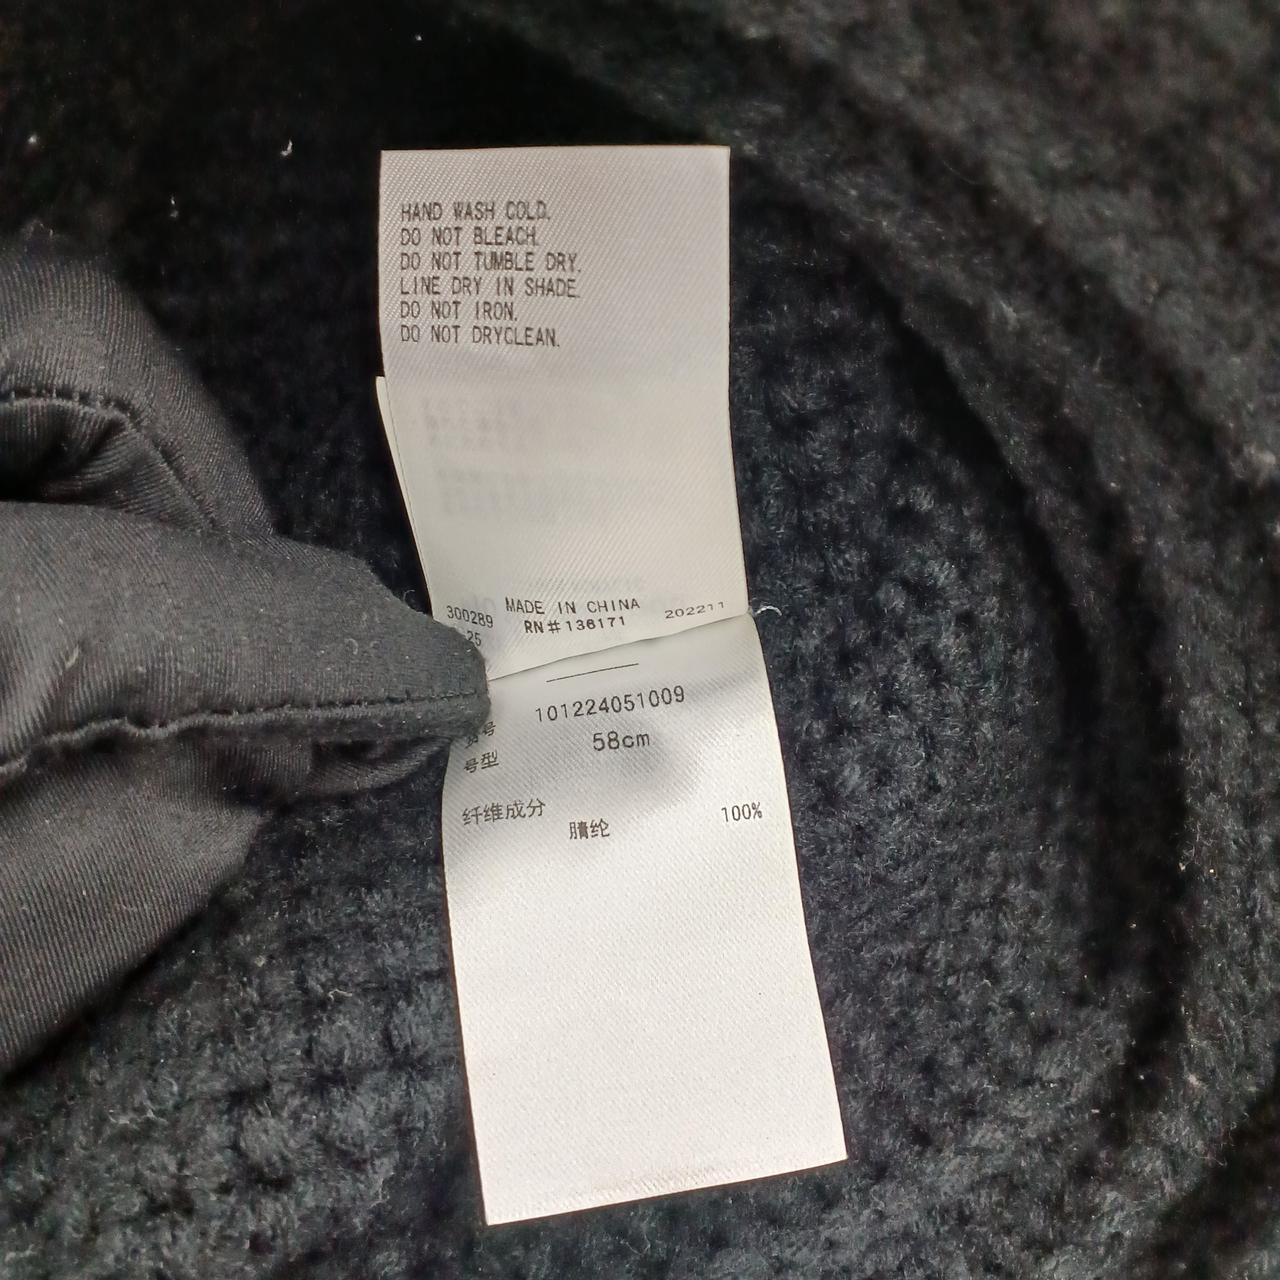 HAND WASH COLD.
DO NOT BLEACH.
DO NOT TUMBLE DRY.
LINE DRY IN SHADE.
DO NOT IRON.
DO NOT DRYCLEAN.
300289 MADE IN CHINA 202211
25 RN#136171
101224051009
号
号型 58cm
纤维成分
腈纶 100%